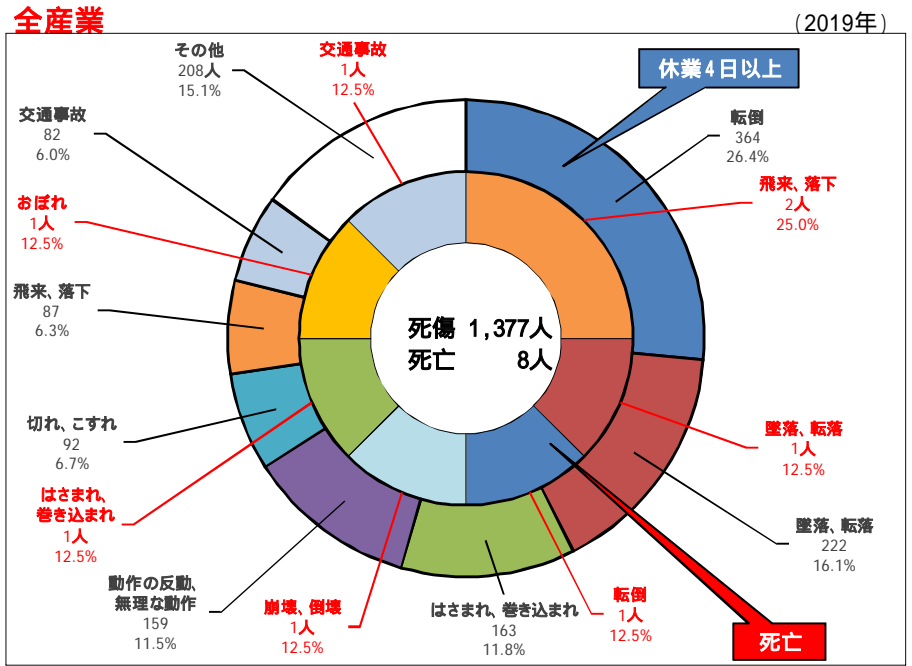 全産業
(2019年)
その他
208人
15.1%
交通事故
1人
12.5%
休業4日以上
転倒
364
26.4%
交通事故
82
6.0%
飛来、落下
2人
25.0%
おぼれ
1人
12.5%
飛来、落下
87
6.3%
死傷 1,377人
死亡 8人
切れ、こすれ
92
6.7%
墜落、転落
1人
12.5%
はさまれ、
巻き込まれ
1人
12.5%
墜落、転落
222
16.1%
動作の反動、
無理な動作
159
11.5%
崩壊、倒壊
1人
12.5%
はさまれ、巻き込まれ
163
11.8%
転倒
1人
12.5%
死亡